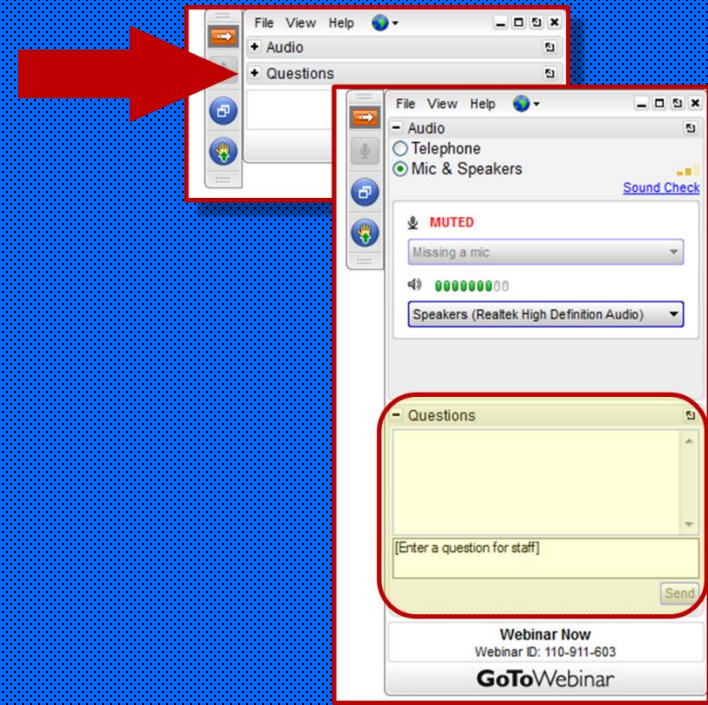 File View Help
Audio
Questions
File View Help
Audio
Telephone
Mic & Speakers
Sound Check
MUTED
Missing a mic
Speakers (Realtek High Definition Audio)
Questions
[Enter a question for staff]
Send
Webinar Now
Webinar ID: 110-911-603
GoToWebinar